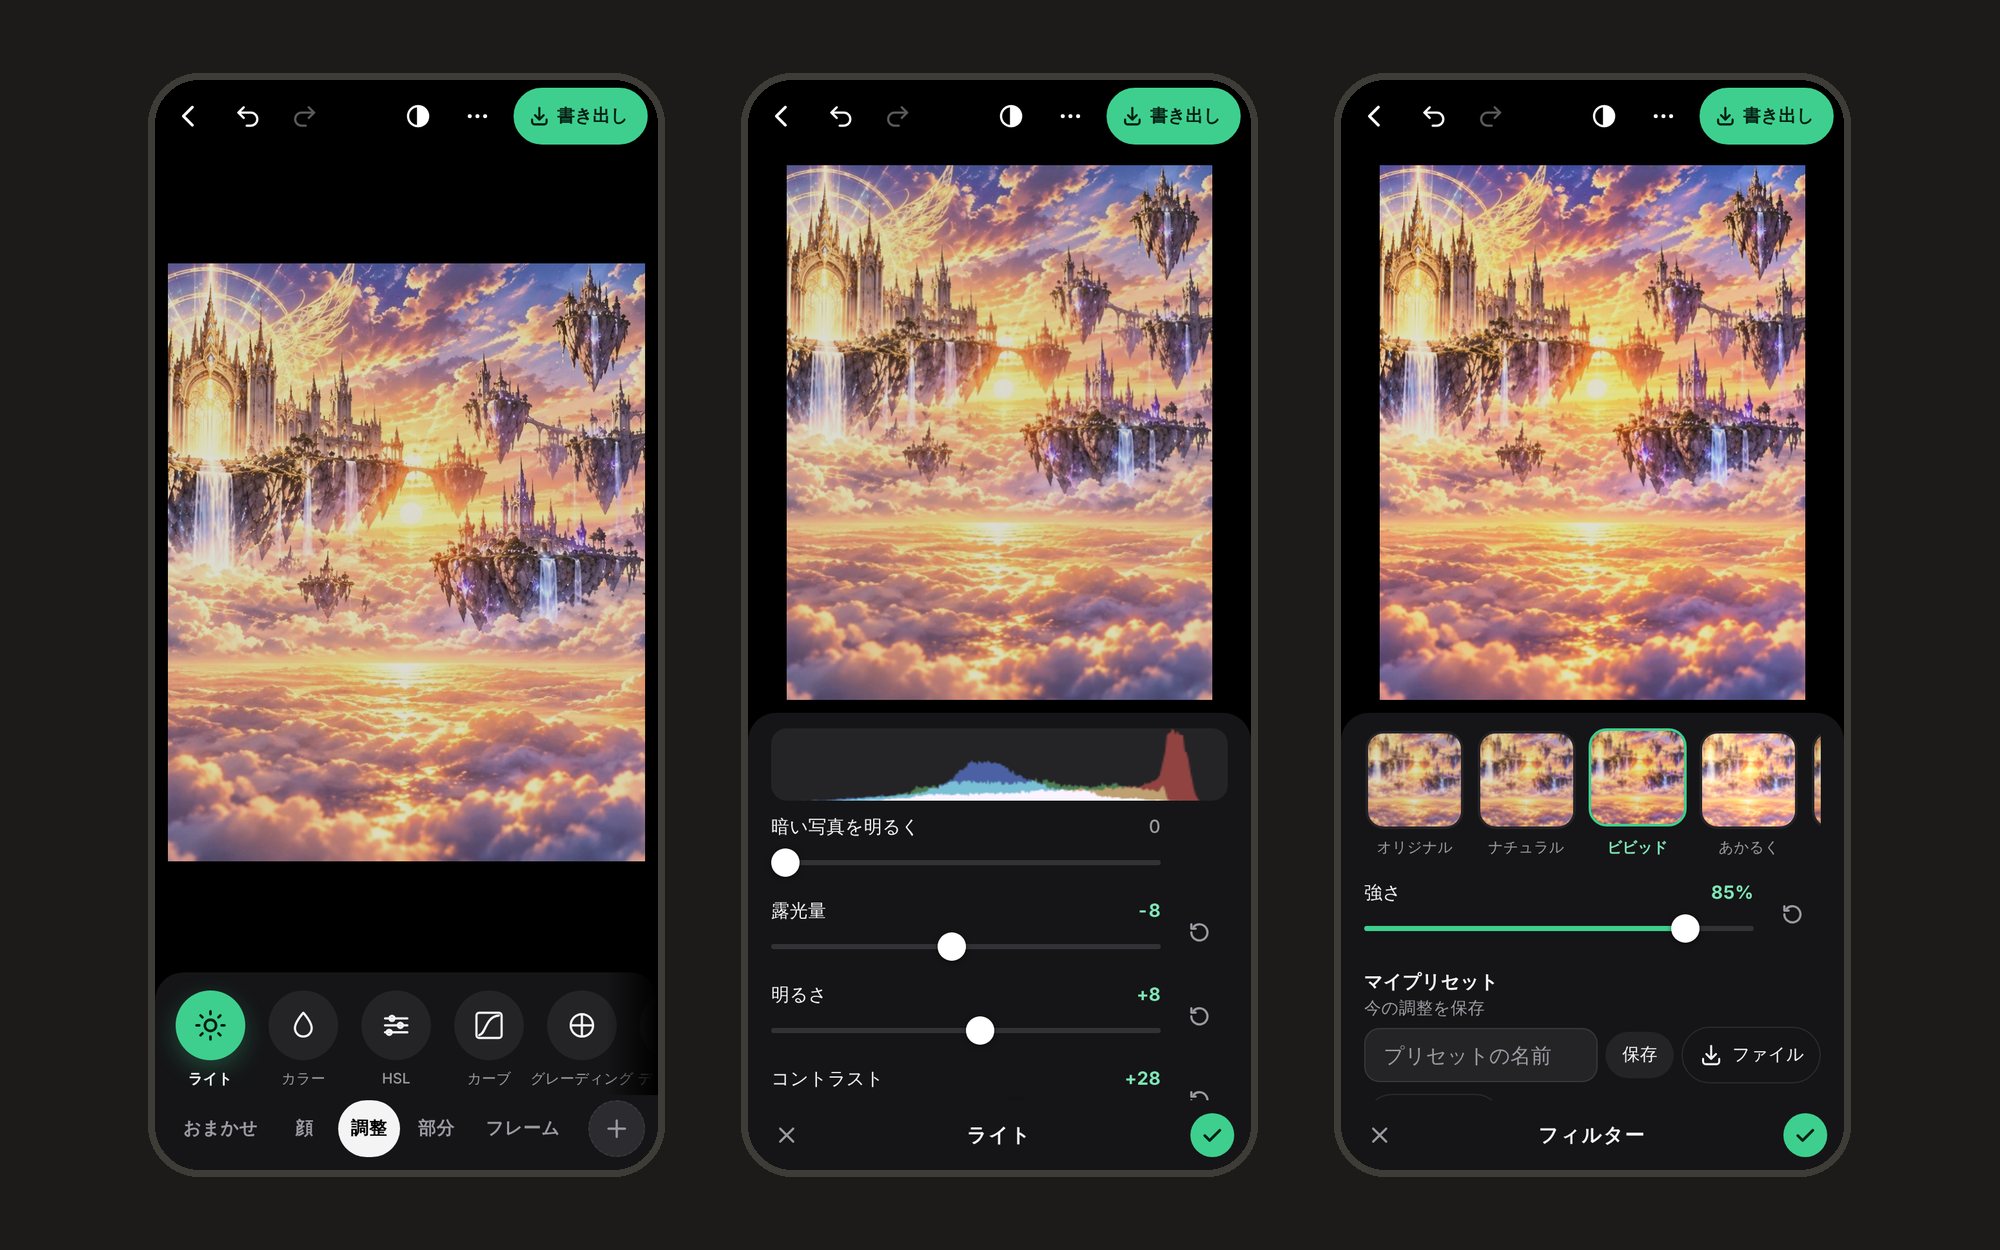 書き出し
ライト
カラー
HSL
カーブ
グレーディング
おまかせ
顔
調整
部分
フレーム
書き出し
暗い写真を明るく 0
露光量 -8
明るさ +8
コントラスト +28
ライト
書き出し
オリジナル
ナチュラル
ビビッド
あかるく
強さ 85%
マイプリセット
今の調整を保存
プリセットの名前
保存
ファイル
フィルター